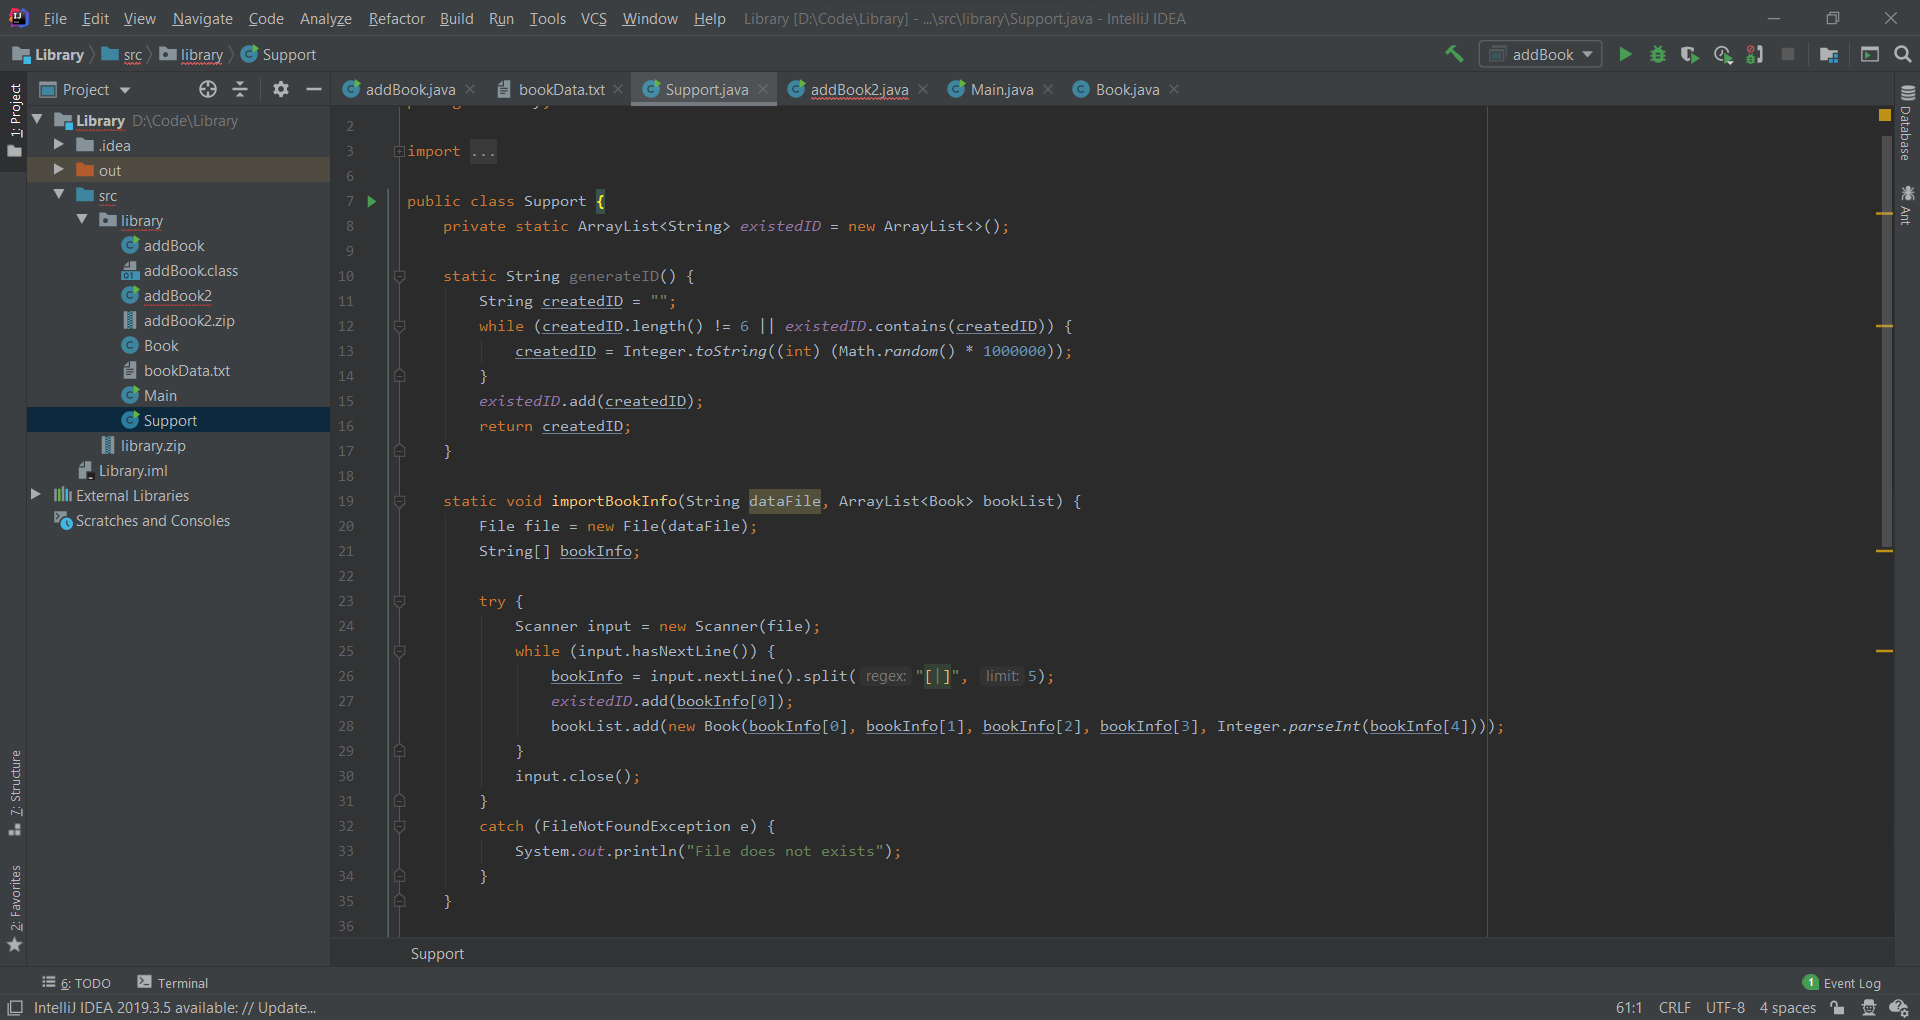 File Edit View Navigate Code Analyze Refactor Build Run Tools VCS Window Help Library [D:\Code\Library] - ...\src\library\Support.java - IntelliJ IDEA
Library src library Support addBook
Project addBook.java bookData.txt Support.java addBook2.java Main.java Book.java
1: Project
Library D:\Code\Library
.idea
out
src
library
addBook
addBook.class
addBook2
addBook2.zip
Book
bookData.txt
Main
Support
library.zip
Library.iml
External Libraries
Scratches and Consoles
7: Structure
2: Favorites
2
3 import ...
6
7 public class Support {
8 private static ArrayList<String> existedID = new ArrayList<>();
9
10 static String generateID() {
11 String createdID = "";
12 while (createdID.length() != 6 || existedID.contains(createdID)) {
13 createdID = Integer.toString((int) (Math.random() * 1000000));
14 }
15 existedID.add(createdID);
16 return createdID;
17 }
18
19 static void importBookInfo(String dataFile, ArrayList<Book> bookList) {
20 File file = new File(dataFile);
21 String[] bookInfo;
22
23 try {
24 Scanner input = new Scanner(file);
25 while (input.hasNextLine()) {
26 bookInfo = input.nextLine().split( regex: "[|]", limit: 5);
27 existedID.add(bookInfo[0]);
28 bookList.add(new Book(bookInfo[0], bookInfo[1], bookInfo[2], bookInfo[3], Integer.parseInt(bookInfo[4])));
29 }
30 input.close();
31 }
32 catch (FileNotFoundException e) {
33 System.out.println("File does not exists");
34 }
35 }
36
Support
Database
Ant
6: TODO Terminal 1 Event Log
IntelliJ IDEA 2019.3.5 available: // Update... 61:1 CRLF UTF-8 4 spaces